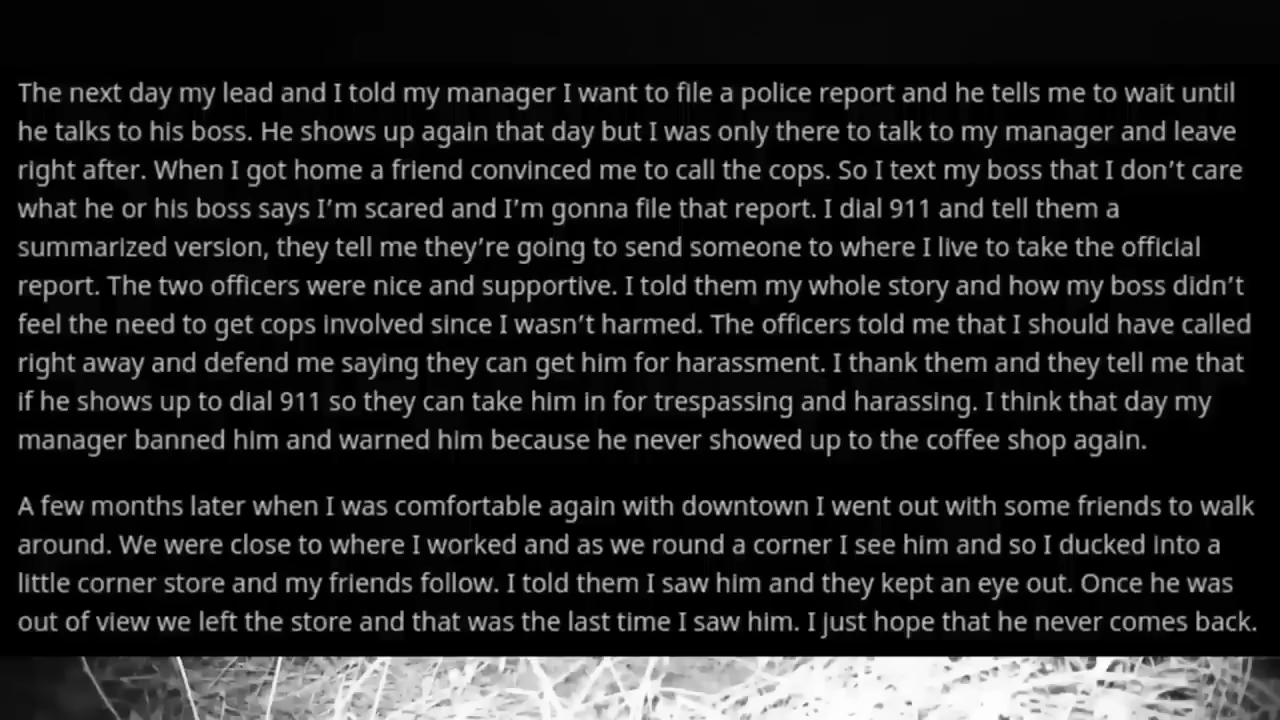 The next day my lead and I told my manager I want to file a police report and he tells me to wait until
he talks to his boss. He shows up again that day but I was only there to talk to my manager and leave
right after. When I got home a friend convinced me to call the cops. So I text my boss that I don’t care
what he or his boss says I’m scared and I’m gonna file that report. I dial 911 and tell them a
summarized version, they tell me they’re going to send someone to where I live to take the official
report. The two officers were nice and supportive. I told them my whole story and how my boss didn’t
feel the need to get cops involved since I wasn’t harmed. The officers told me that I should have called
right away and defend me saying they can get him for harassment. I thank them and they tell me that
if he shows up to dial 911 so they can take him in for trespassing and harassing. I think that day my
manager banned him and warned him because he never showed up to the coffee shop again.
A few months later when I was comfortable again with downtown I went out with some friends to walk
around. We were close to where I worked and as we round a corner I see him and so I ducked into a
little corner store and my friends follow. I told them I saw him and they kept an eye out. Once he was
out of view we left the store and that was the last time I saw him. I just hope that he never comes back.